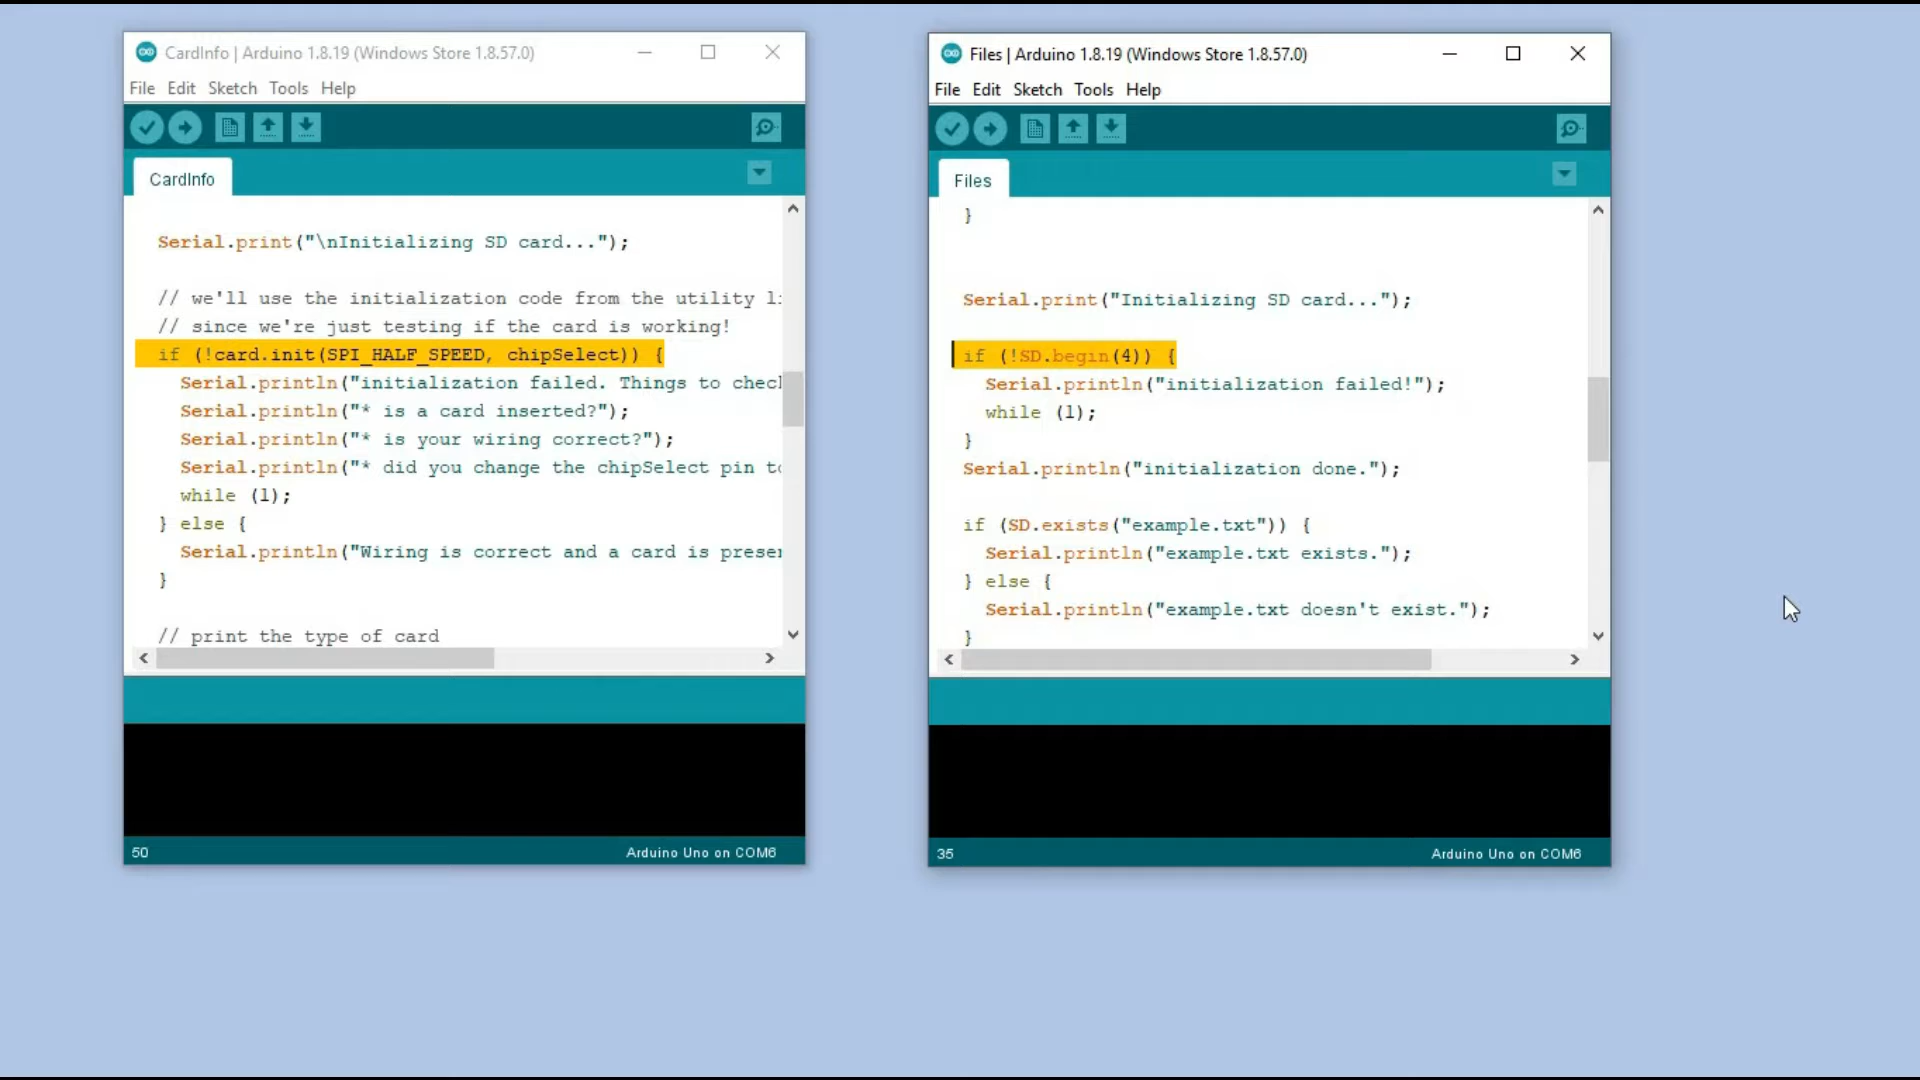 CardInfo | Arduino 1.8.19 (Windows Store 1.8.57.0)
File Edit Sketch Tools Help
CardInfo
Serial.print("\nInitializing SD card...");
// we'll use the initialization code from the utility
// since we're just testing if the card is working!
if (!card.init(SPI_HALF_SPEED, chipSelect)) {
Serial.println("initialization failed. Things to chec
Serial.println("* is a card inserted?");
Serial.println("* is your wiring correct?");
Serial.println("* did you change the chipSelect pin t
while (1);
} else {
Serial.println("Wiring is correct and a card is prese
}
// print the type of card
50
Arduino Uno on COM6
Files | Arduino 1.8.19 (Windows Store 1.8.57.0)
File Edit Sketch Tools Help
Files
}
Serial.print("Initializing SD card...");
if (!SD.begin(4)) {
Serial.println("initialization failed!");
while (1);
}
Serial.println("initialization done.");
if (SD.exists("example.txt")) {
Serial.println("example.txt exists.");
} else {
Serial.println("example.txt doesn't exist.");
}
35
Arduino Uno on COM6